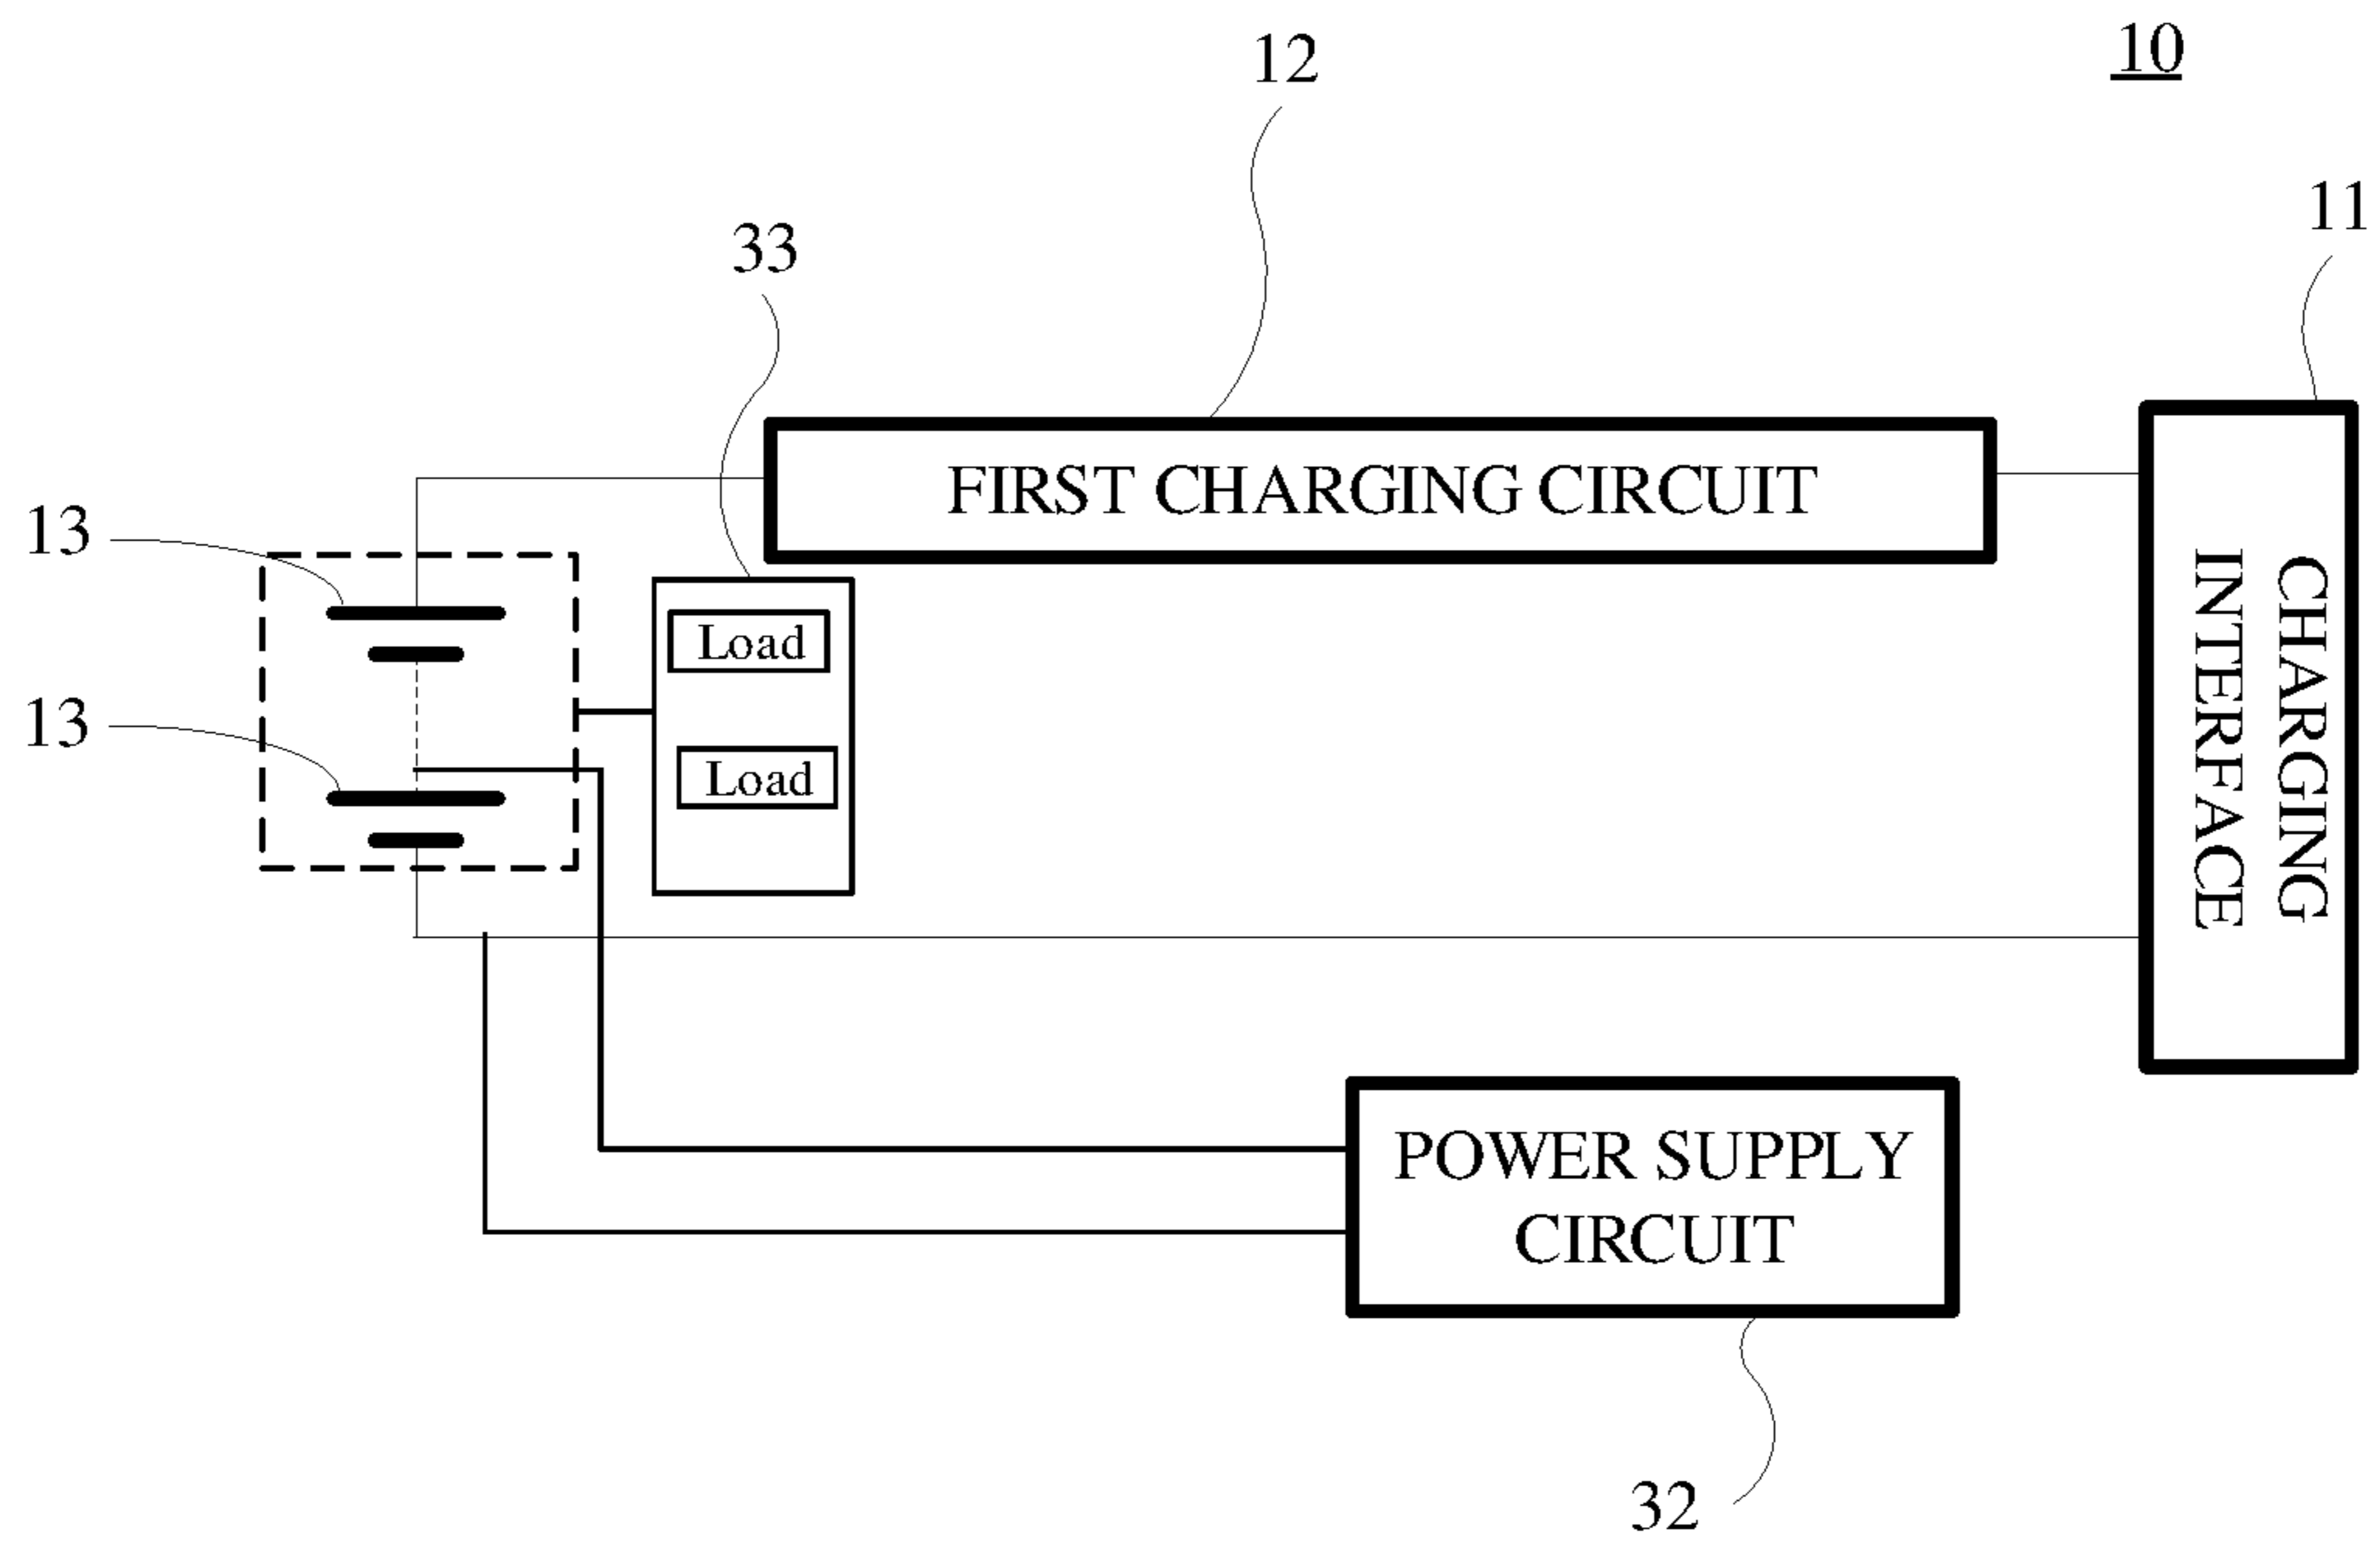 10
12
11
33
FIRST CHARGING CIRCUIT
13
Load
13
Load
CHARGING
INTERFACE
POWER SUPPLY
CIRCUIT
32